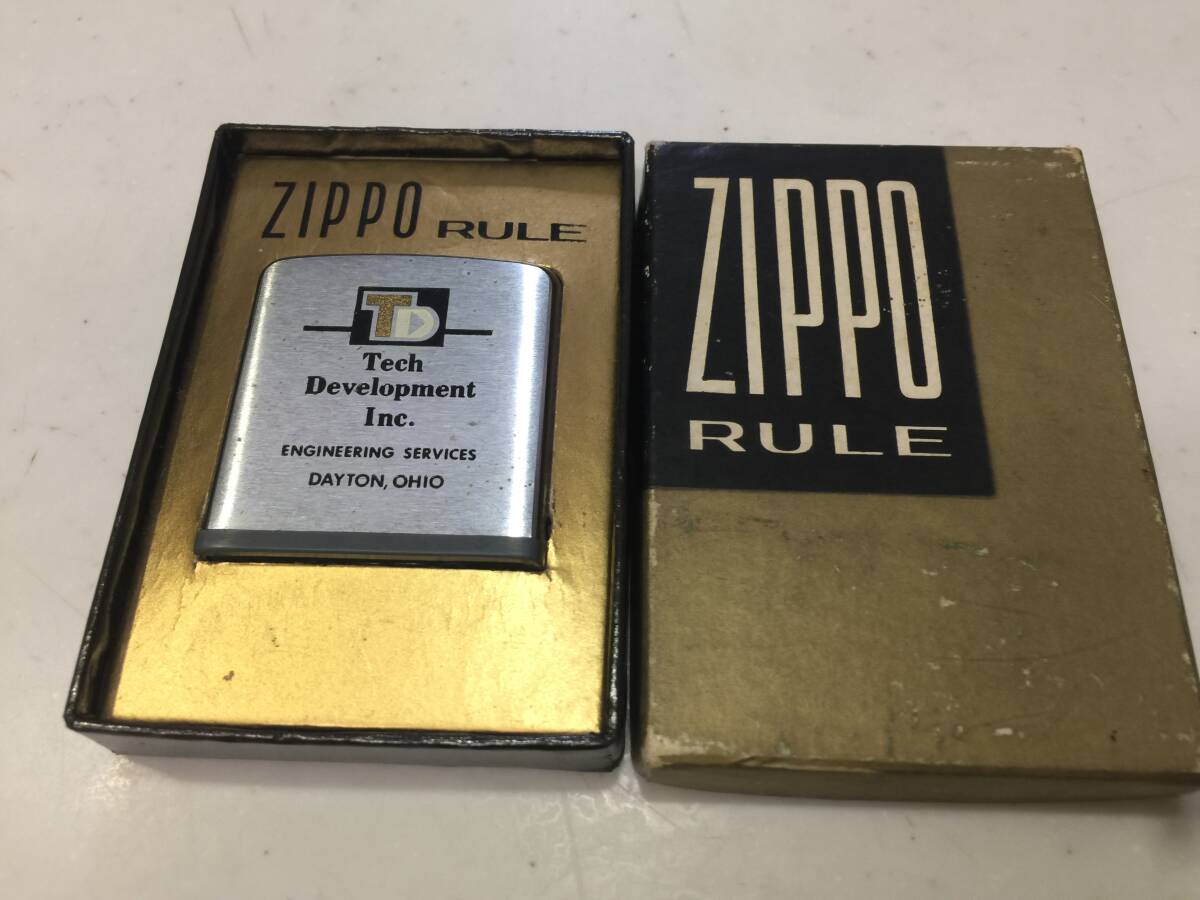 ZIPPO RULE
TD
Tech
Development
Inc.
ENGINEERING SERVICES
DAYTON, OHIO
ZIPPO
RULE